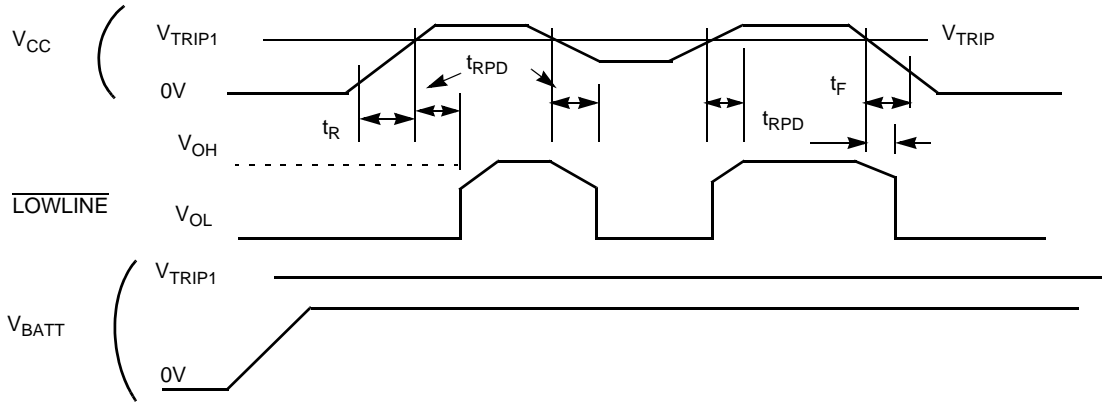 V_CC
V_TRIP1
V_TRIP
t_RPD
0V
t_F
t_R
t_RPD
V_OH
LOWLINE
V_OL
V_TRIP1
V_BATT
0V